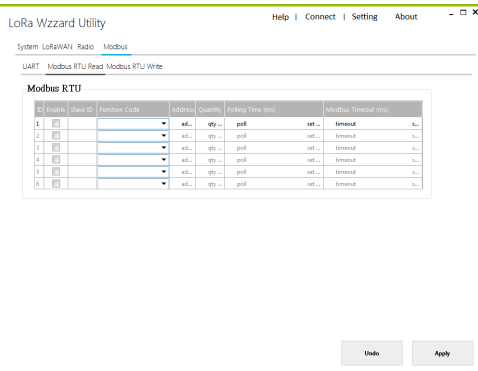 LoRa Wzzard Utility
Help | Connect | Setting About
System LoRaWAN Radio Modbus
UART Modbus RTU Read Modbus RTU Write
Modbus RTU
ID Enable Slave ID Function Code Address Quantity Polling Time (ms) Modbus Timeout (ms)
1 ad... qty ... poll set ... timeout s...
2 ad... qty ... poll set ... timeout s...
3 ad... qty ... poll set ... timeout s...
4 ad... qty ... poll set ... timeout s...
5 ad... qty ... poll set ... timeout s...
6 ad... qty ... poll set ... timeout s...
Undo Apply